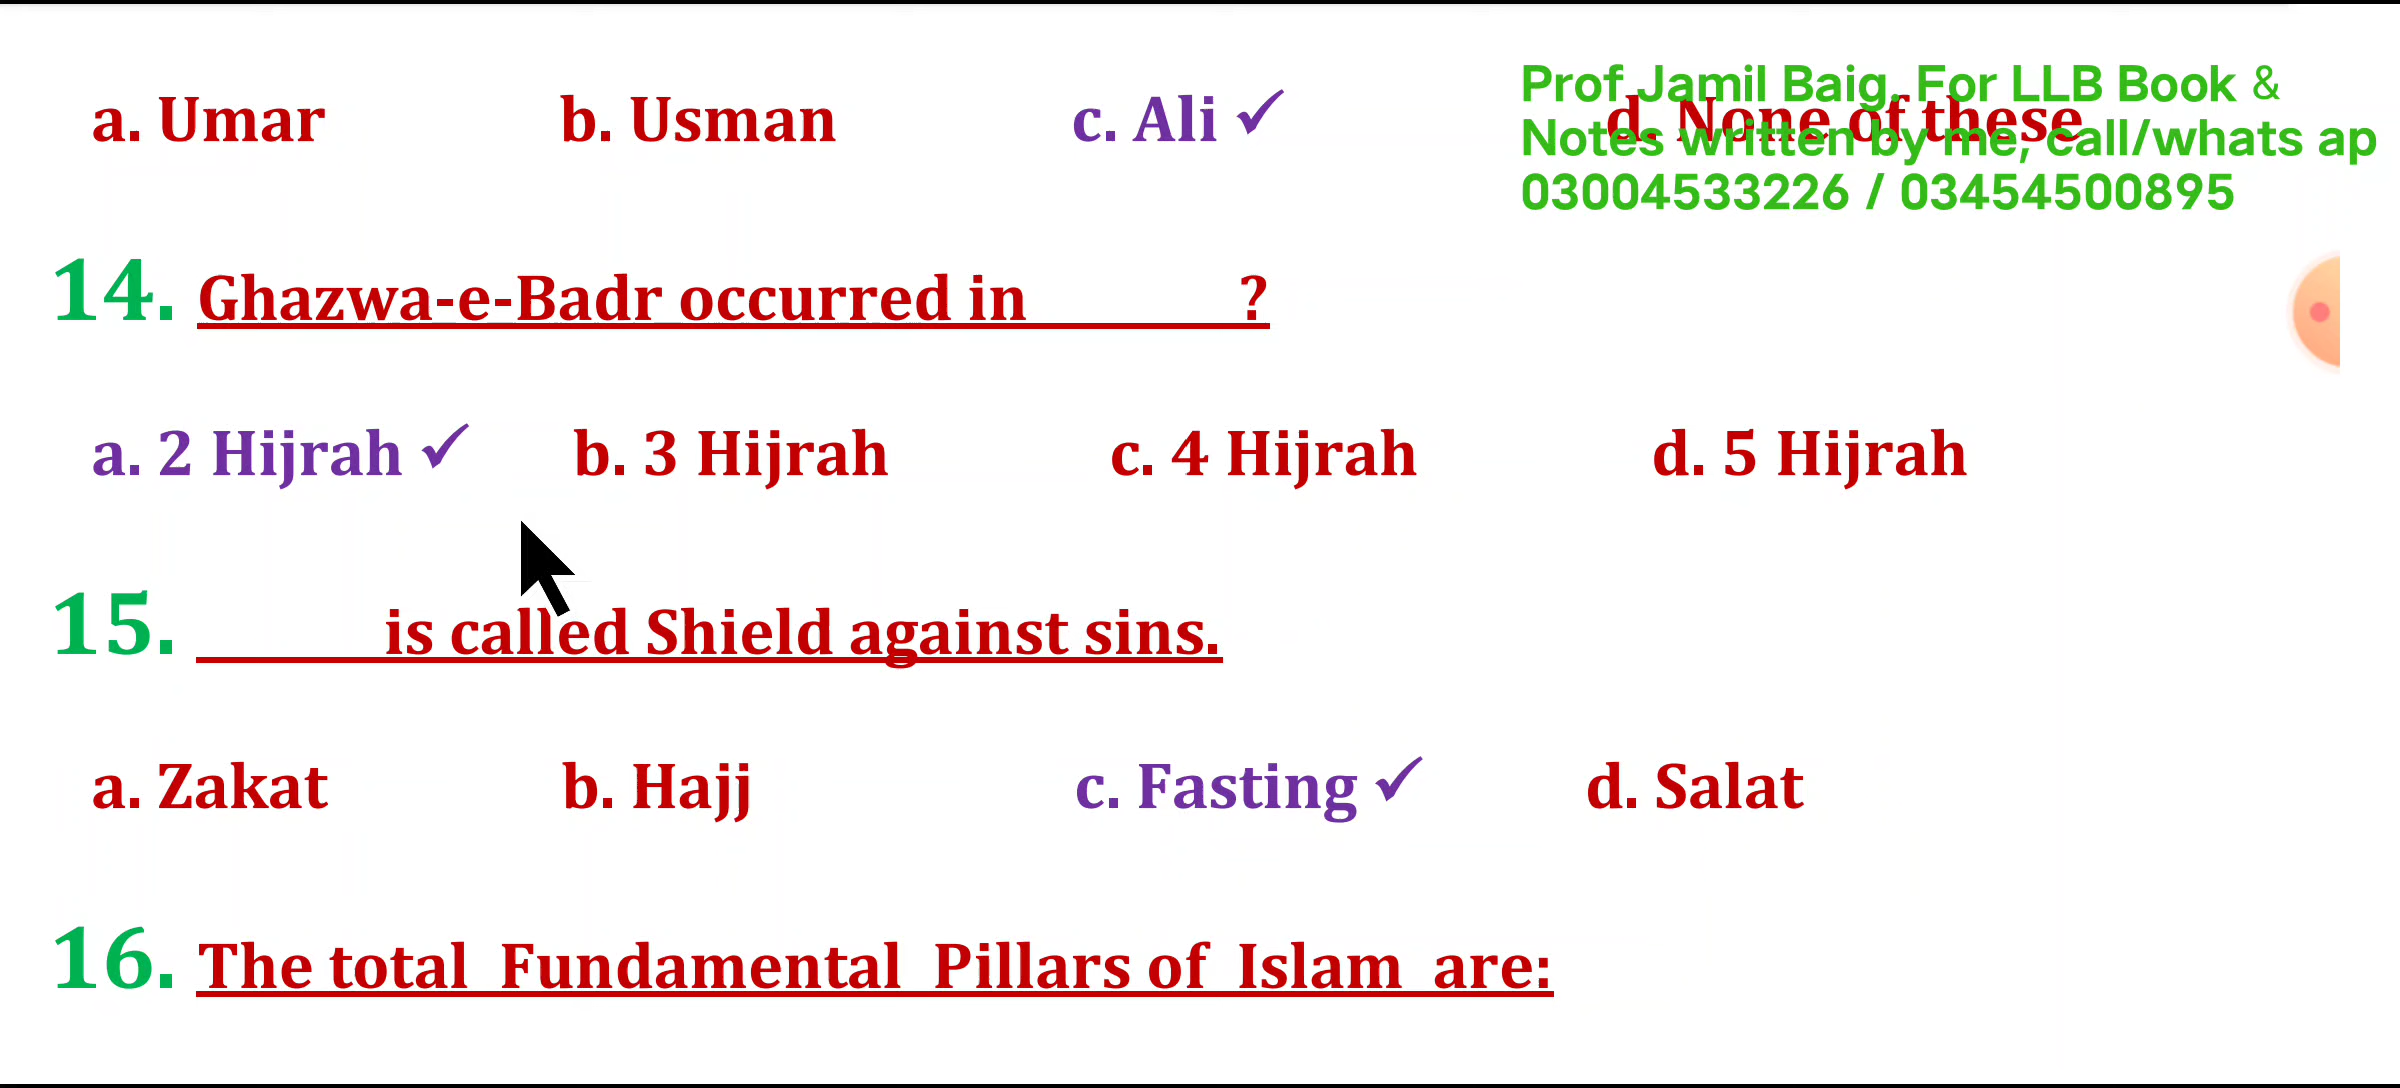 Prof Jamil Baig. For LLB Book &
Notes written by me, call/whats ap
03004533226 / 03454500895
a. Umar b. Usman c. Ali ✓ d. None of these
14. Ghazwa-e-Badr occurred in ?
a. 2 Hijrah ✓ b. 3 Hijrah c. 4 Hijrah d. 5 Hijrah
15. is called Shield against sins.
a. Zakat b. Hajj c. Fasting ✓ d. Salat
16. The total Fundamental Pillars of Islam are: